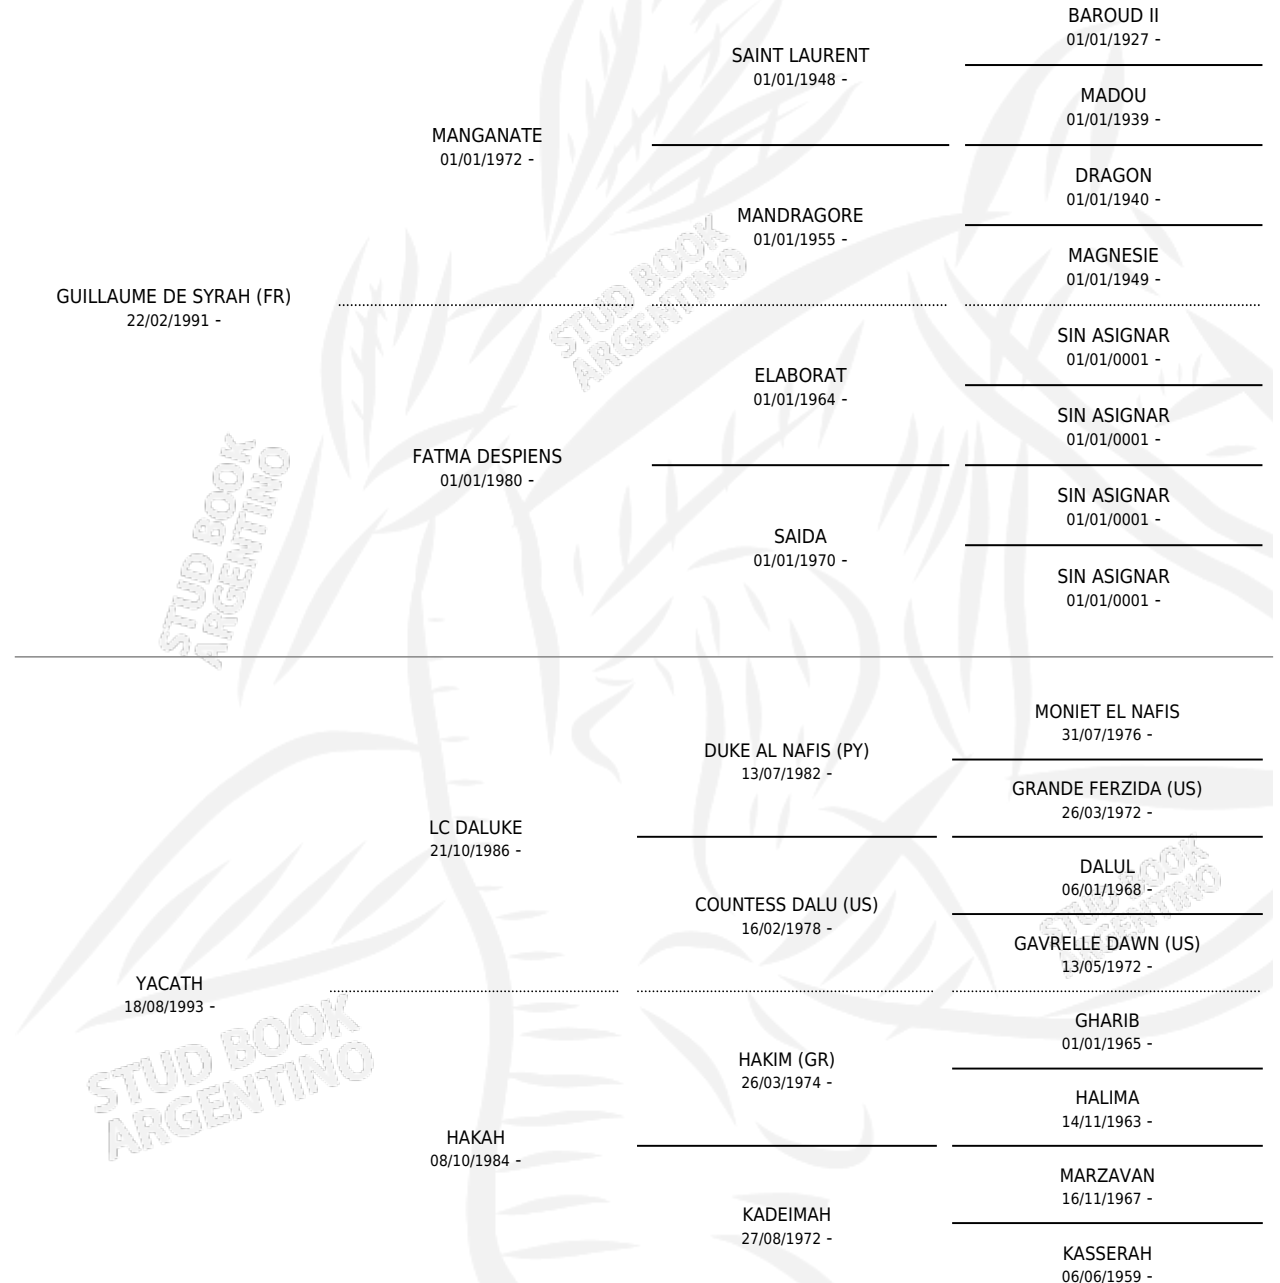 BAROUD II
01/01/1927 -
SAINT LAURENT
01/01/1948 -
MADOU
01/01/1939 -
MANGANATE
01/01/1972 -
DRAGON
01/01/1940 -
MANDRAGORE
01/01/1955 -
MAGNESIE
01/01/1949 -
GUILLAUME DE SYRAH (FR)
22/02/1991 -
SIN ASIGNAR
01/01/0001 -
ELABORAT
01/01/1964 -
SIN ASIGNAR
01/01/0001 -
FATMA DESPIENS
01/01/1980 -
SIN ASIGNAR
01/01/0001 -
SAIDA
01/01/1970 -
SIN ASIGNAR
01/01/0001 -
STUD BOOK
ARGENTINO
STUD BOOK
ARGENTINO
MONIET EL NAFIS
31/07/1976 -
DUKE AL NAFIS (PY)
13/07/1982 -
GRANDE FERZIDA (US)
26/03/1972 -
LC DALUKE
21/10/1986 -
DALUL
06/01/1968 -
COUNTESS DALU (US)
16/02/1978 -
GAVRELLE DAWN (US)
13/05/1972 -
YACATH
18/08/1993 -
GHARIB
01/01/1965 -
HAKIM (GR)
26/03/1974 -
HALIMA
14/11/1963 -
HAKAH
08/10/1984 -
MARZAVAN
16/11/1967 -
KADEIMAH
27/08/1972 -
KASSERAH
06/06/1959 -
STUD BOOK
ARGENTINO
STUD BOOK
ARGENTINO